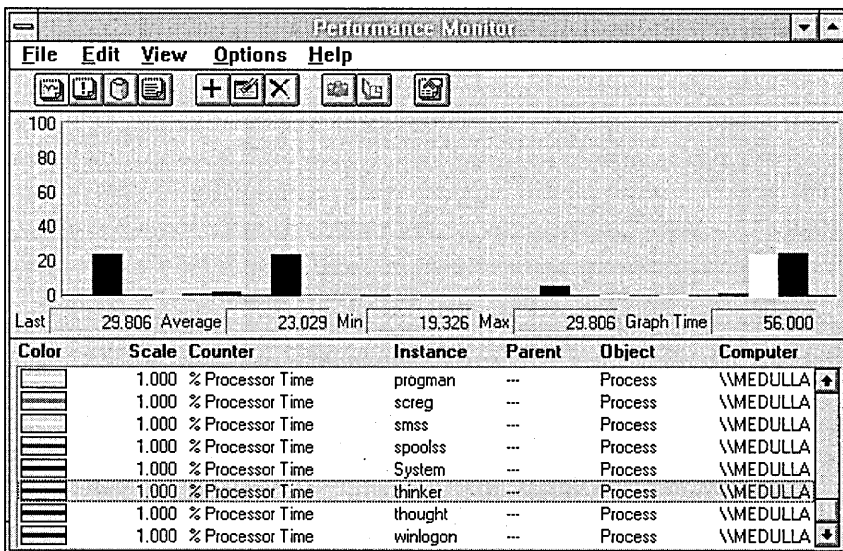 Performance Monitor
File Edit View Options Help
100
80
60
40
20
0
Last 29.806 Average 23.029 Min 19.326 Max 29.806 Graph Time 56.000
Color Scale Counter Instance Parent Object Computer
1.000 % Processor Time progman --- Process \\MEDULLA
1.000 % Processor Time screg --- Process \\MEDULLA
1.000 % Processor Time smss --- Process \\MEDULLA
1.000 % Processor Time spoolss --- Process \\MEDULLA
1.000 % Processor Time System --- Process \\MEDULLA
1.000 % Processor Time thinker --- Process \\MEDULLA
1.000 % Processor Time thought --- Process \\MEDULLA
1.000 % Processor Time winlogon --- Process \\MEDULLA